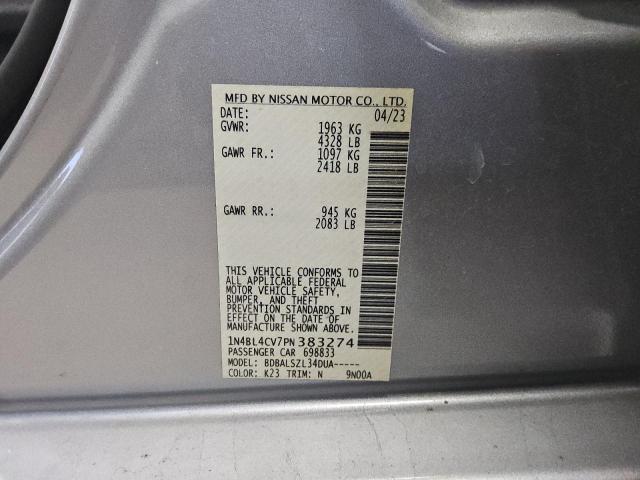 MFD BY NISSAN MOTOR CO., LTD.
DATE: 04/23
GVWR: 1963 KG
4328 LB
GAWR FR.: 1097 KG
2418 LB
GAWR RR.: 945 KG
2083 LB
THIS VEHICLE CONFORMS TO
ALL APPLICABLE FEDERAL
MOTOR VEHICLE SAFETY,
BUMPER, AND THEFT
PREVENTION STANDARDS IN
EFFECT ON THE DATE OF
MANUFACTURE SHOWN ABOVE.
1N4BL4CV7PN383274
PASSENGER CAR 698833
MODEL: BDBALSZL34DUA-----
COLOR: K23 TRIM: N 9N00A